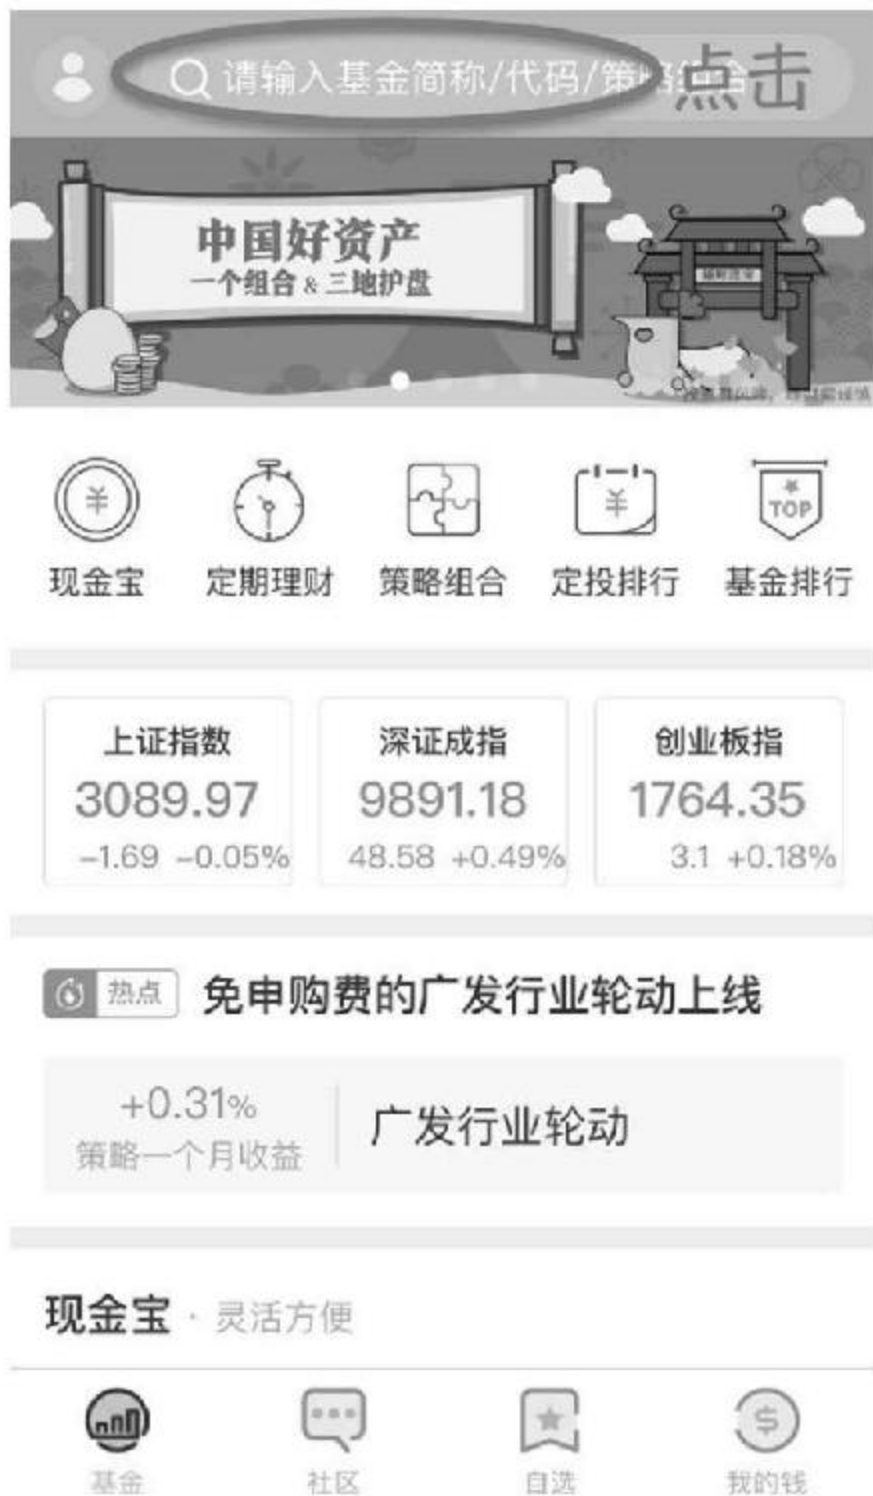 请输入基金简称/代码/策略组合
点击
中国好资产
一个组合 & 三地护盘
现金宝 定期理财 策略组合 定投排行 基金排行
TOP
上证指数 深证成指 创业板指
3089.97 9891.18 1764.35
-1.69 -0.05% 48.58 +0.49% 3.1 +0.18%
热点 免申购费的广发行业轮动上线
+0.31% 广发行业轮动
策略一个月收益
现金宝 · 灵活方便
基金 社区 自选 我的钱